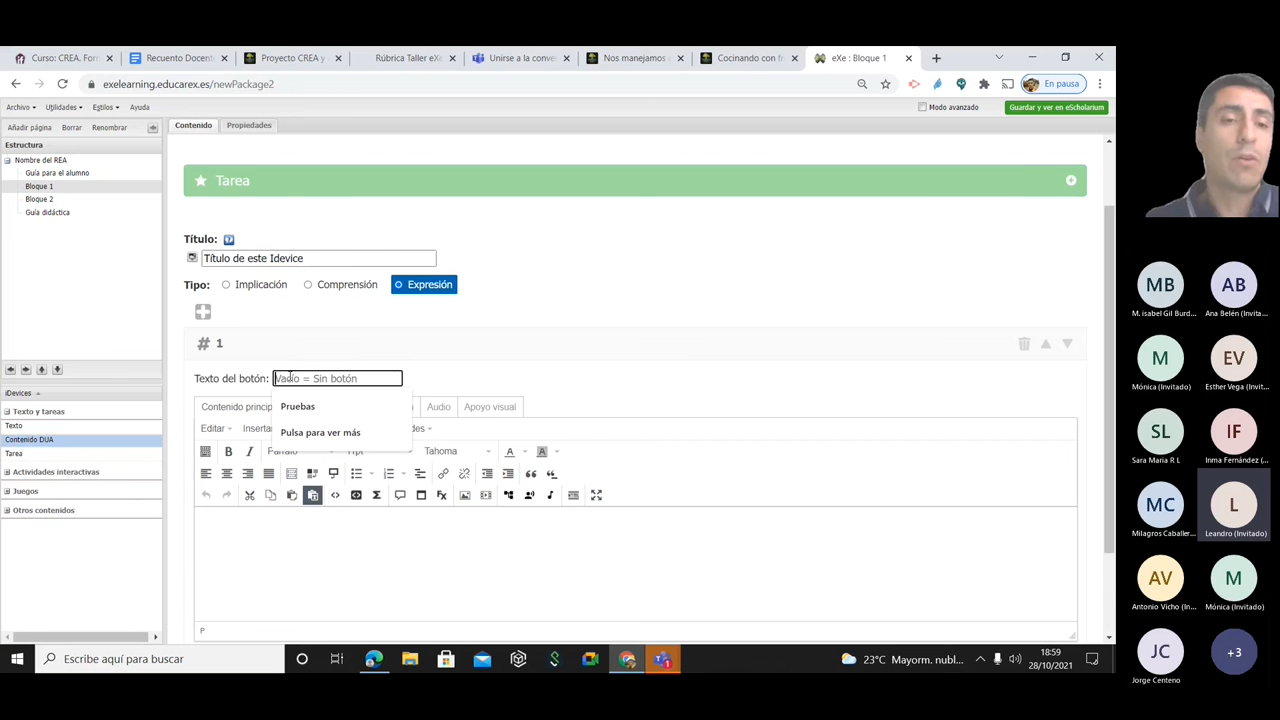 Curso: CREA. For
Recuento Docent
Proyecto CREA y
Rúbrica Taller eX
Unirse a la conve
Nos manejamos c
Cocinando con fr
eXe : Bloque 1
exelearning.educarex.es/newPackage2
En pausa
Archivo
Utilidades
Estilos
Ayuda
Modo avanzado
Guardar y ver en eScholarium
Añadir página
Borrar
Renombrar
Contenido
Propiedades
Estructura
Nombre del REA
Guía para el alumno
Bloque 1
Bloque 2
Guía didáctica
Tarea
Título:
Título de este Idevice
Tipo:
Implicación
Comprensión
Expresión
# 1
Texto del botón:
Vacío = Sin botón
Pruebas
Pulsa para ver más
Contenido princip
Audio
Apoyo visual
Editar
Insertar
Párrafo
11pt
Tahoma
P
iDevices
Texto y tareas
Texto
Contenido DUA
Tarea
Actividades interactivas
Juegos
Otros contenidos
Escribe aquí para buscar
23°C Mayorm. nubl...
18:59
28/10/2021
MB
M. isabel Gil Burd...
AB
Ana Belén (Invita...
M
Mónica (Invitado)
EV
Esther Vega (Invit...
SL
Sara Maria R L
IF
Inma Fernández (I...
MC
Milagros Caballer...
L
Leandro (Invitado)
AV
Antonio Vicho (In...
M
Mónica (Invitado)
JC
Jorge Centeno
+3